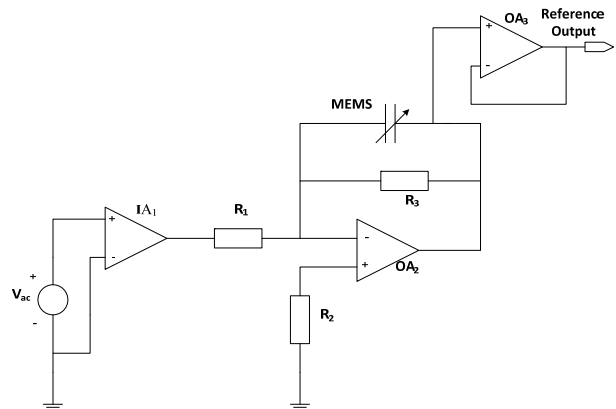 OA3
Reference
Output
+
-
MEMS
R3
IA1
R1
+
-
-
+
OA2
+
Vac
-
R2